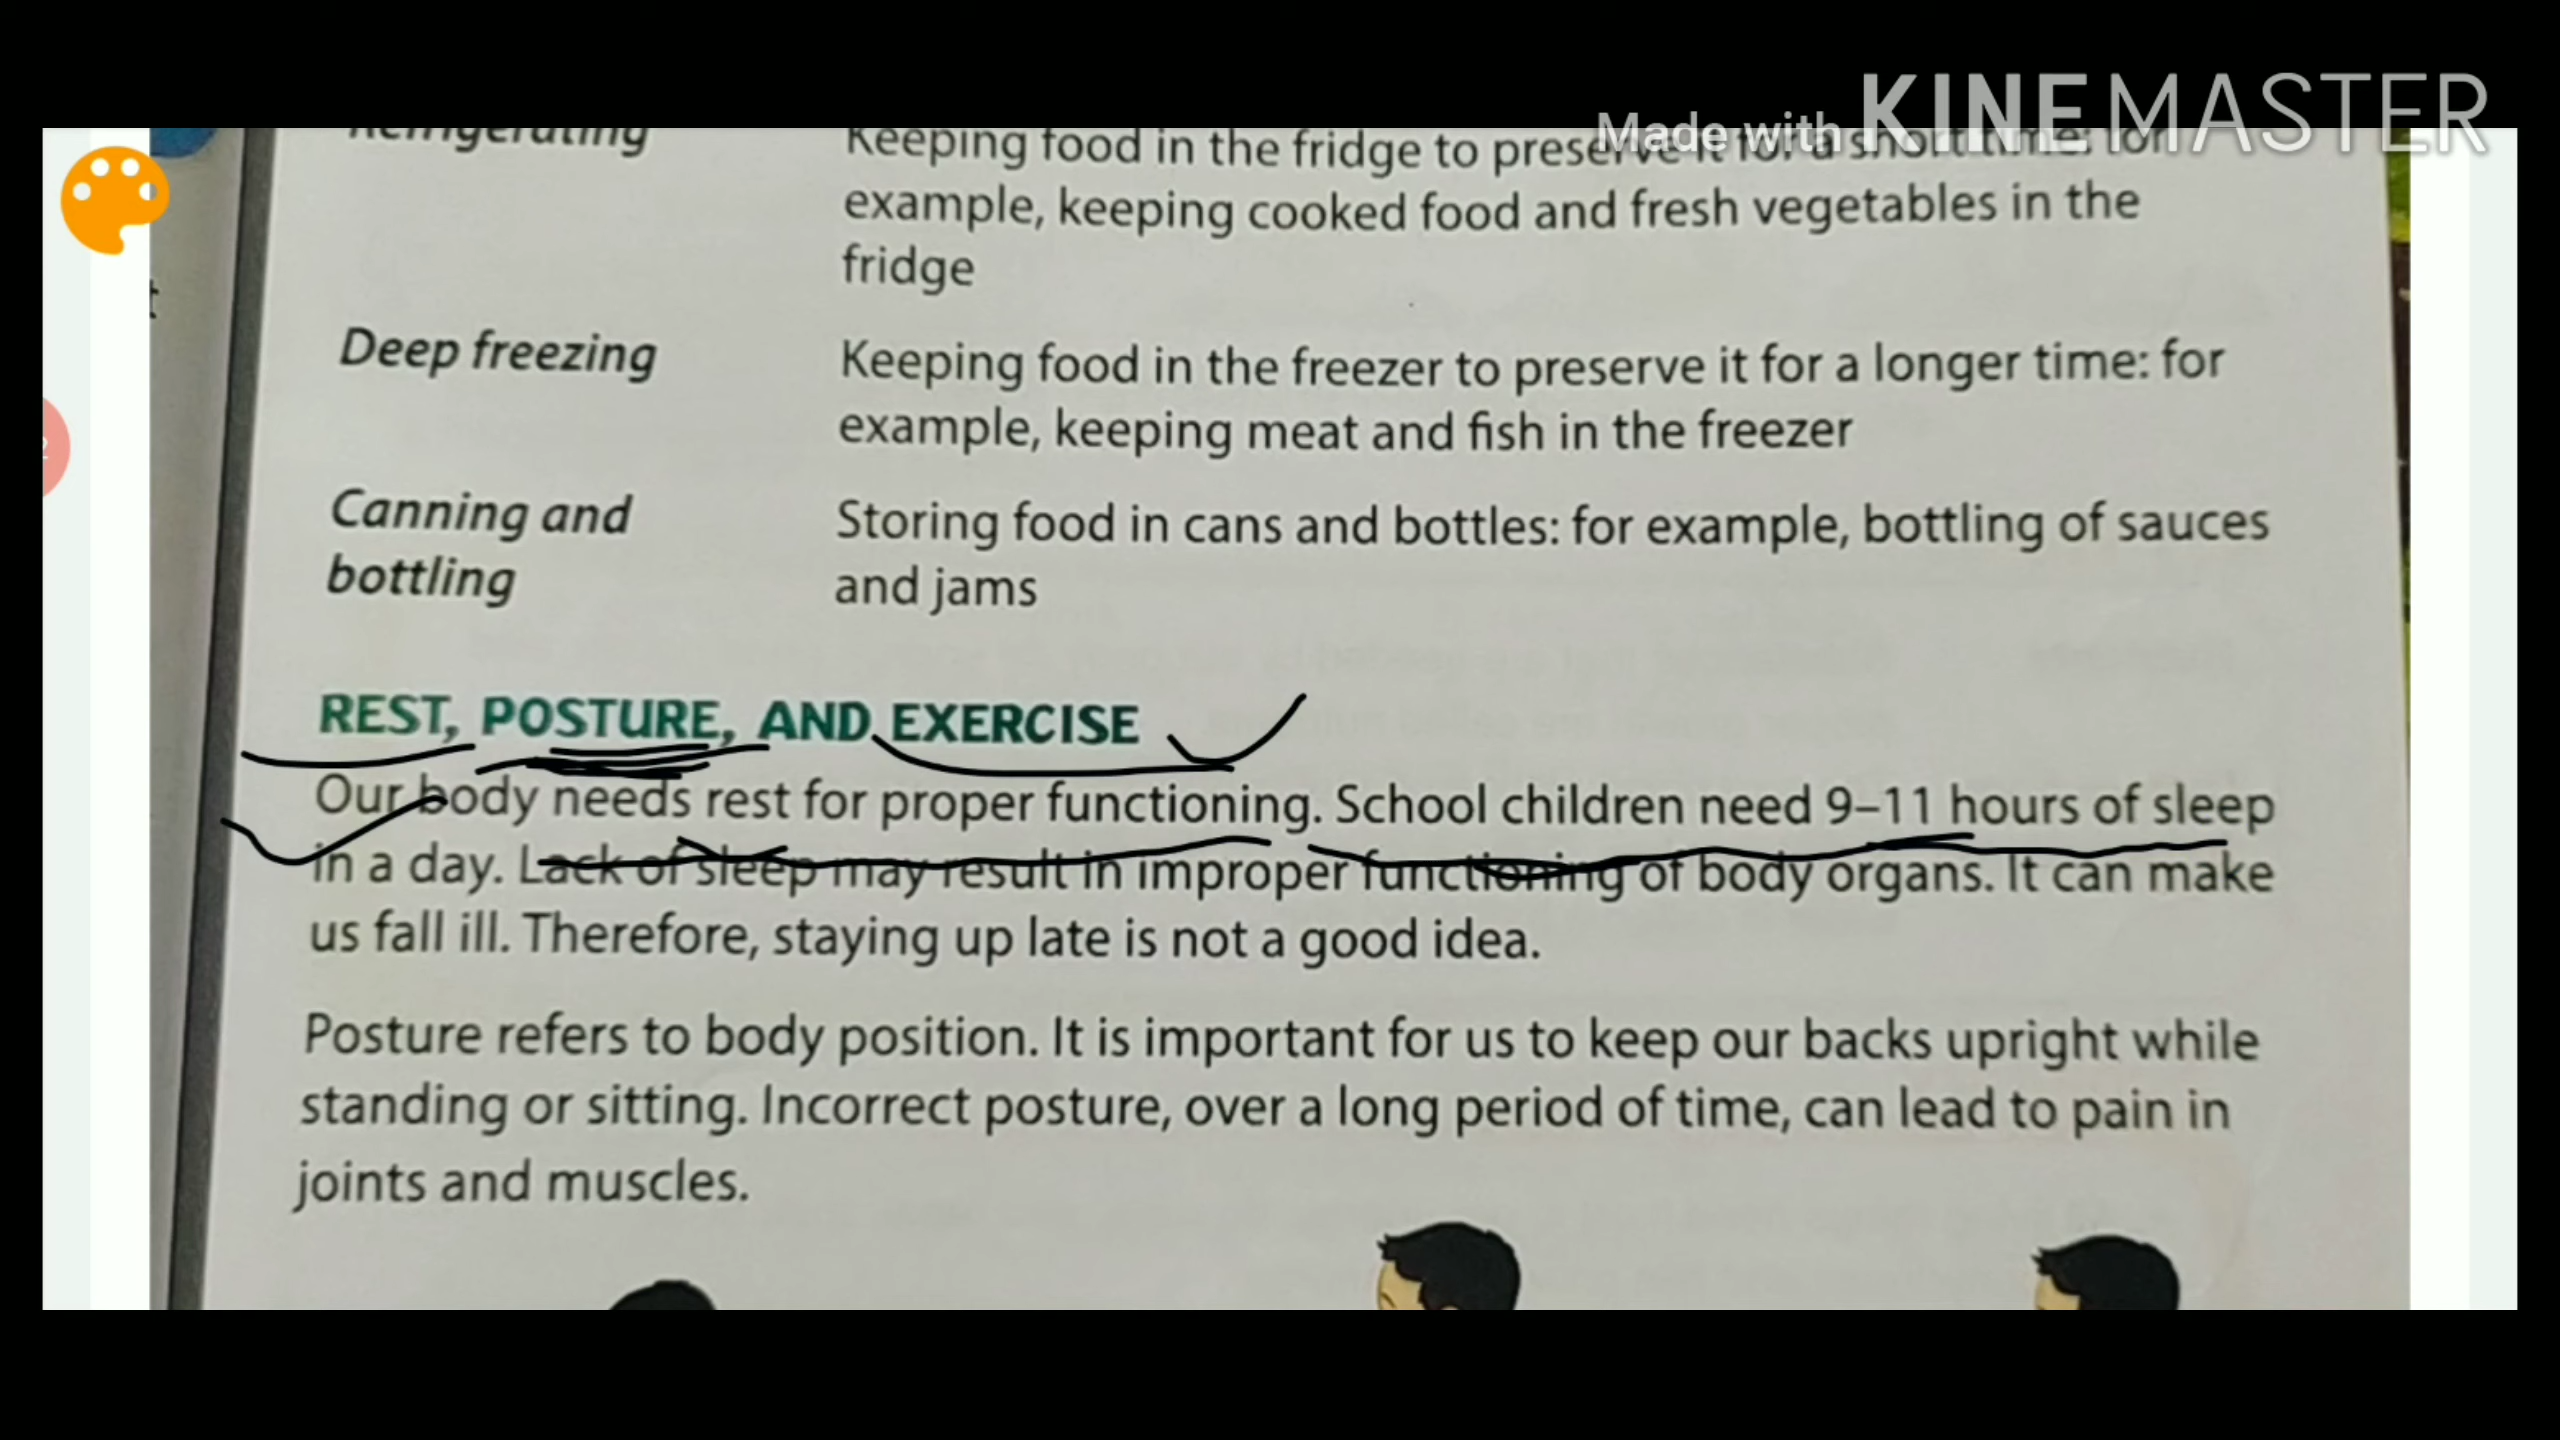 Made with KINEMASTER
Refrigerating Keeping food in the fridge to preserve it for a short time: for
example, keeping cooked food and fresh vegetables in the
fridge
Deep freezing Keeping food in the freezer to preserve it for a longer time: for
example, keeping meat and fish in the freezer
Canning and Storing food in cans and bottles: for example, bottling of sauces
bottling and jams
REST, POSTURE, AND EXERCISE
Our body needs rest for proper functioning. School children need 9–11 hours of sleep
in a day. Lack of sleep may result in improper functioning of body organs. It can make
us fall ill. Therefore, staying up late is not a good idea.
Posture refers to body position. It is important for us to keep our backs upright while
standing or sitting. Incorrect posture, over a long period of time, can lead to pain in
joints and muscles.